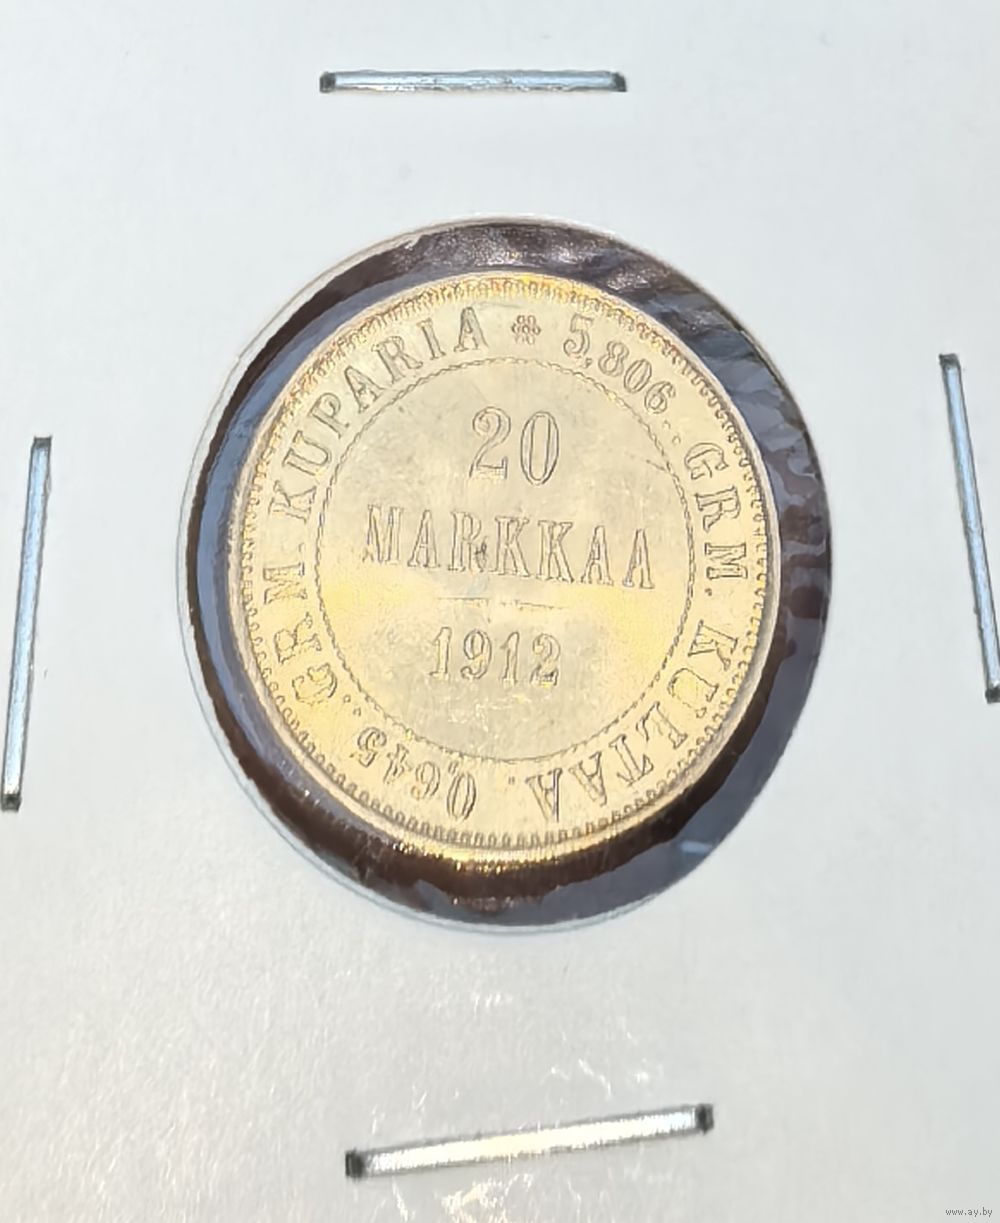 5,806.. GRM. KULTAA. 0,645.. GRM. KUPARIA
20
MARKKAA
1912
www.ay.by